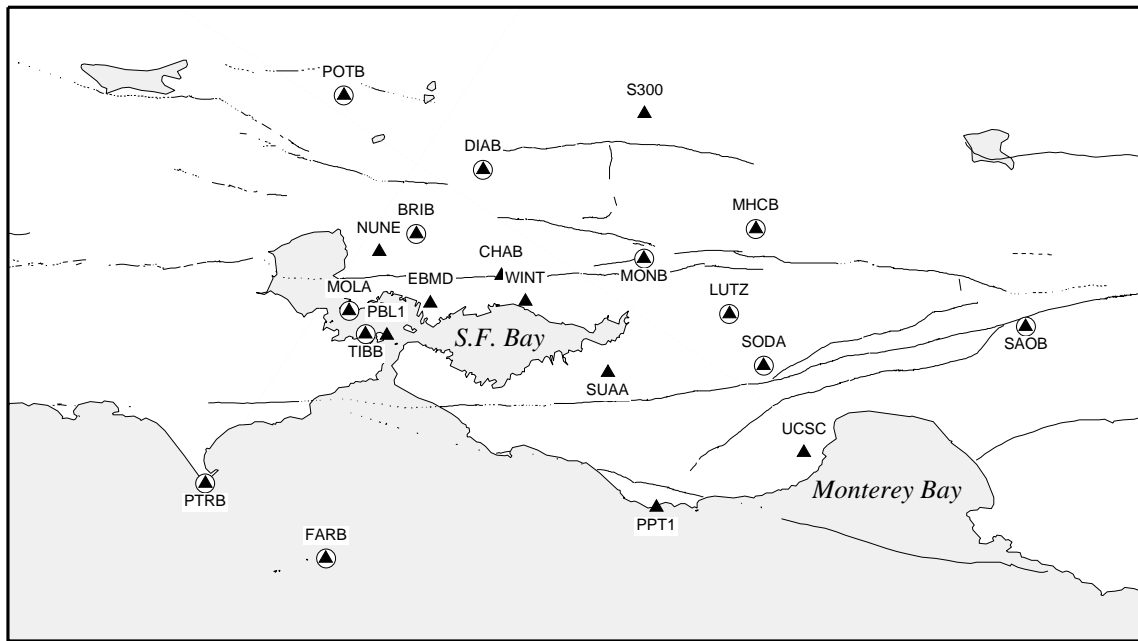 POTB
S300
DIAB
MHCB
BRIB
NUNE
CHAB
MONB
WINT
EBMD
MOLA
LUTZ
PBL1
S.F. Bay
TIBB
SAOB
SODA
SUAA
UCSC
PTRB
Monterey Bay
PPT1
FARB